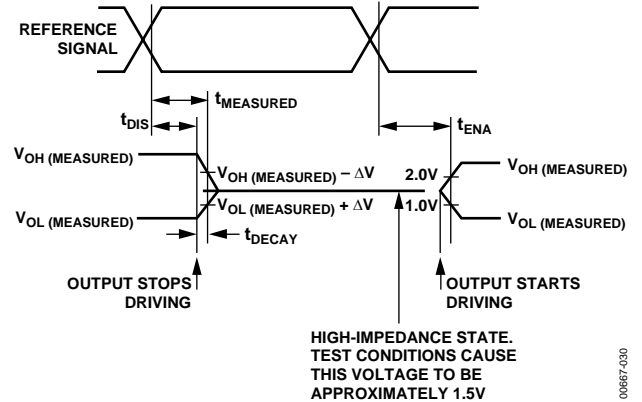 REFERENCE
SIGNAL
tMEASURED
tDIS
tENA
VOH (MEASURED)
VOH (MEASURED) – ΔV
2.0V
VOH (MEASURED)
VOL (MEASURED)
VOL (MEASURED) + ΔV
1.0V
VOL (MEASURED)
tDECAY
OUTPUT STOPS
DRIVING
OUTPUT STARTS
DRIVING
HIGH-IMPEDANCE STATE.
TEST CONDITIONS CAUSE
THIS VOLTAGE TO BE
APPROXIMATELY 1.5V
00667-030